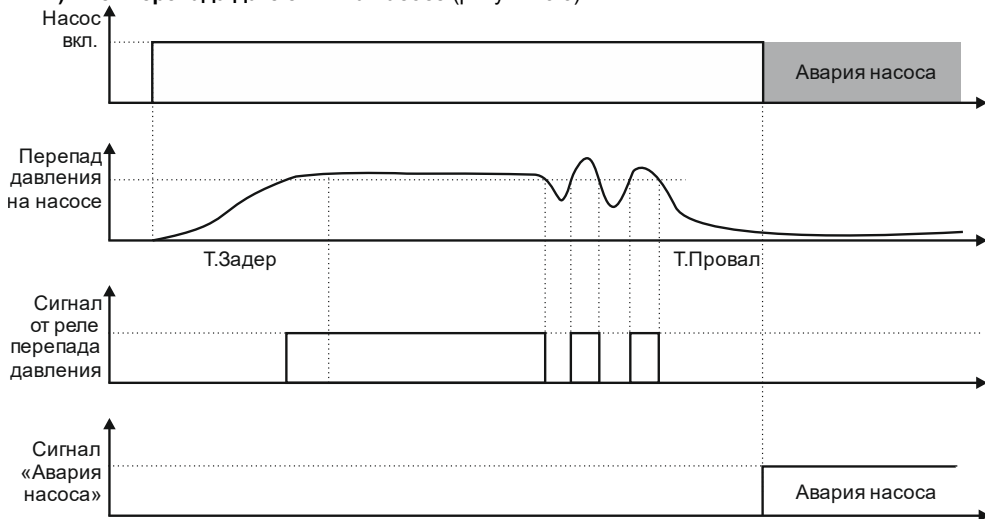 Насос
вкл.
Авария насоса
Перепад
давления
на насосе
Т.Задер
Т.Провал
Сигнал
от реле
перепада
давления
Сигнал
«Авария
насоса»
Авария насоса